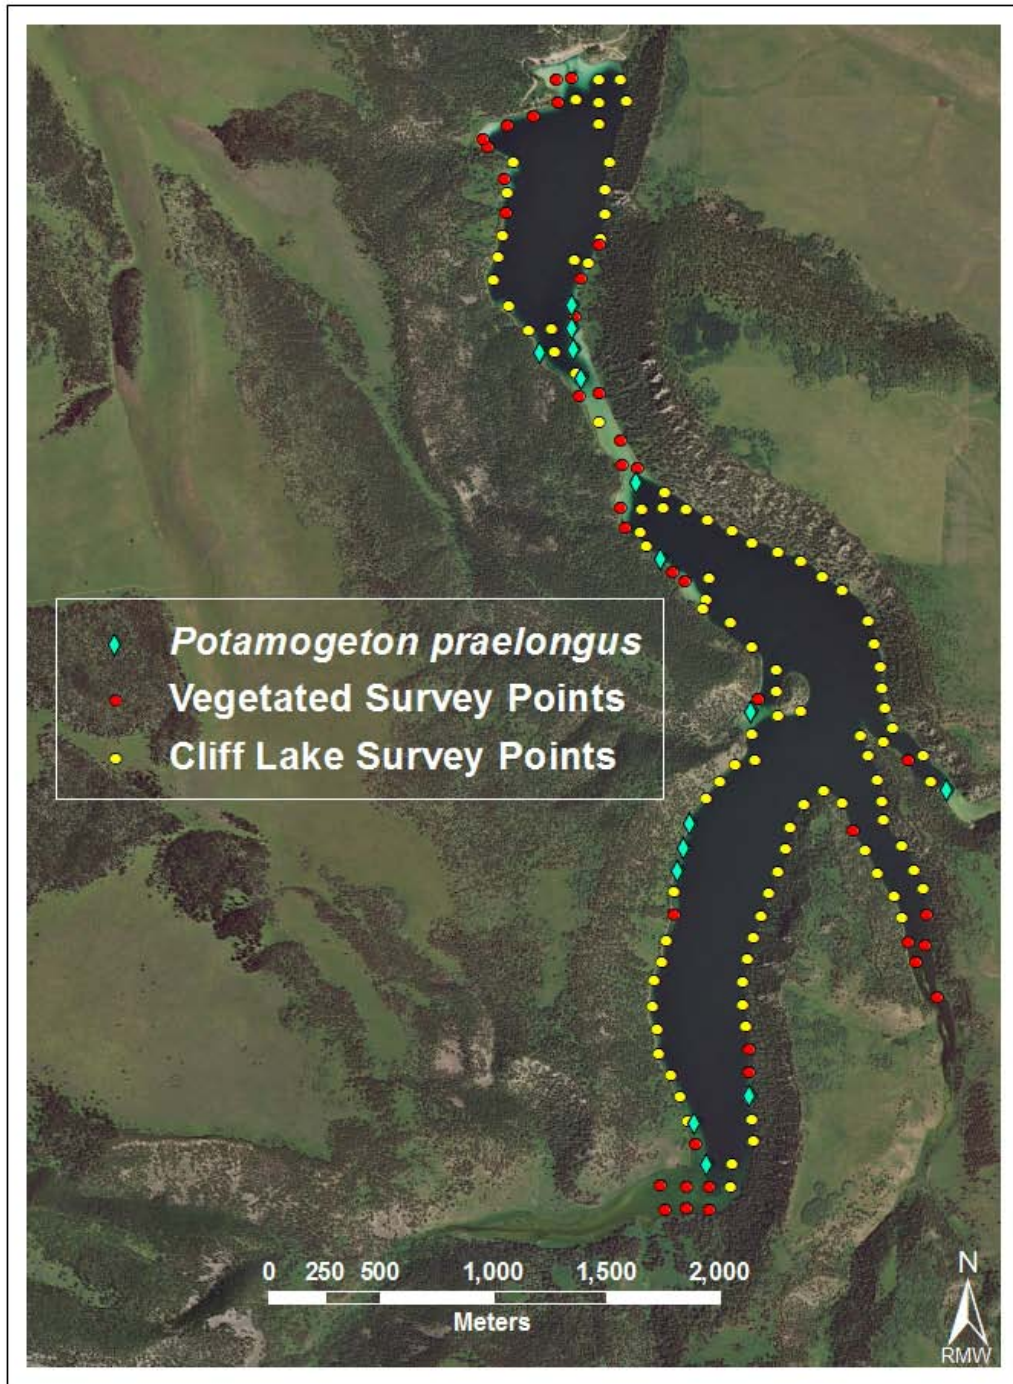 Potamogeton praelongus
Vegetated Survey Points
Cliff Lake Survey Points
0 250 500 1,000 1,500 2,000
Meters
N
RMW